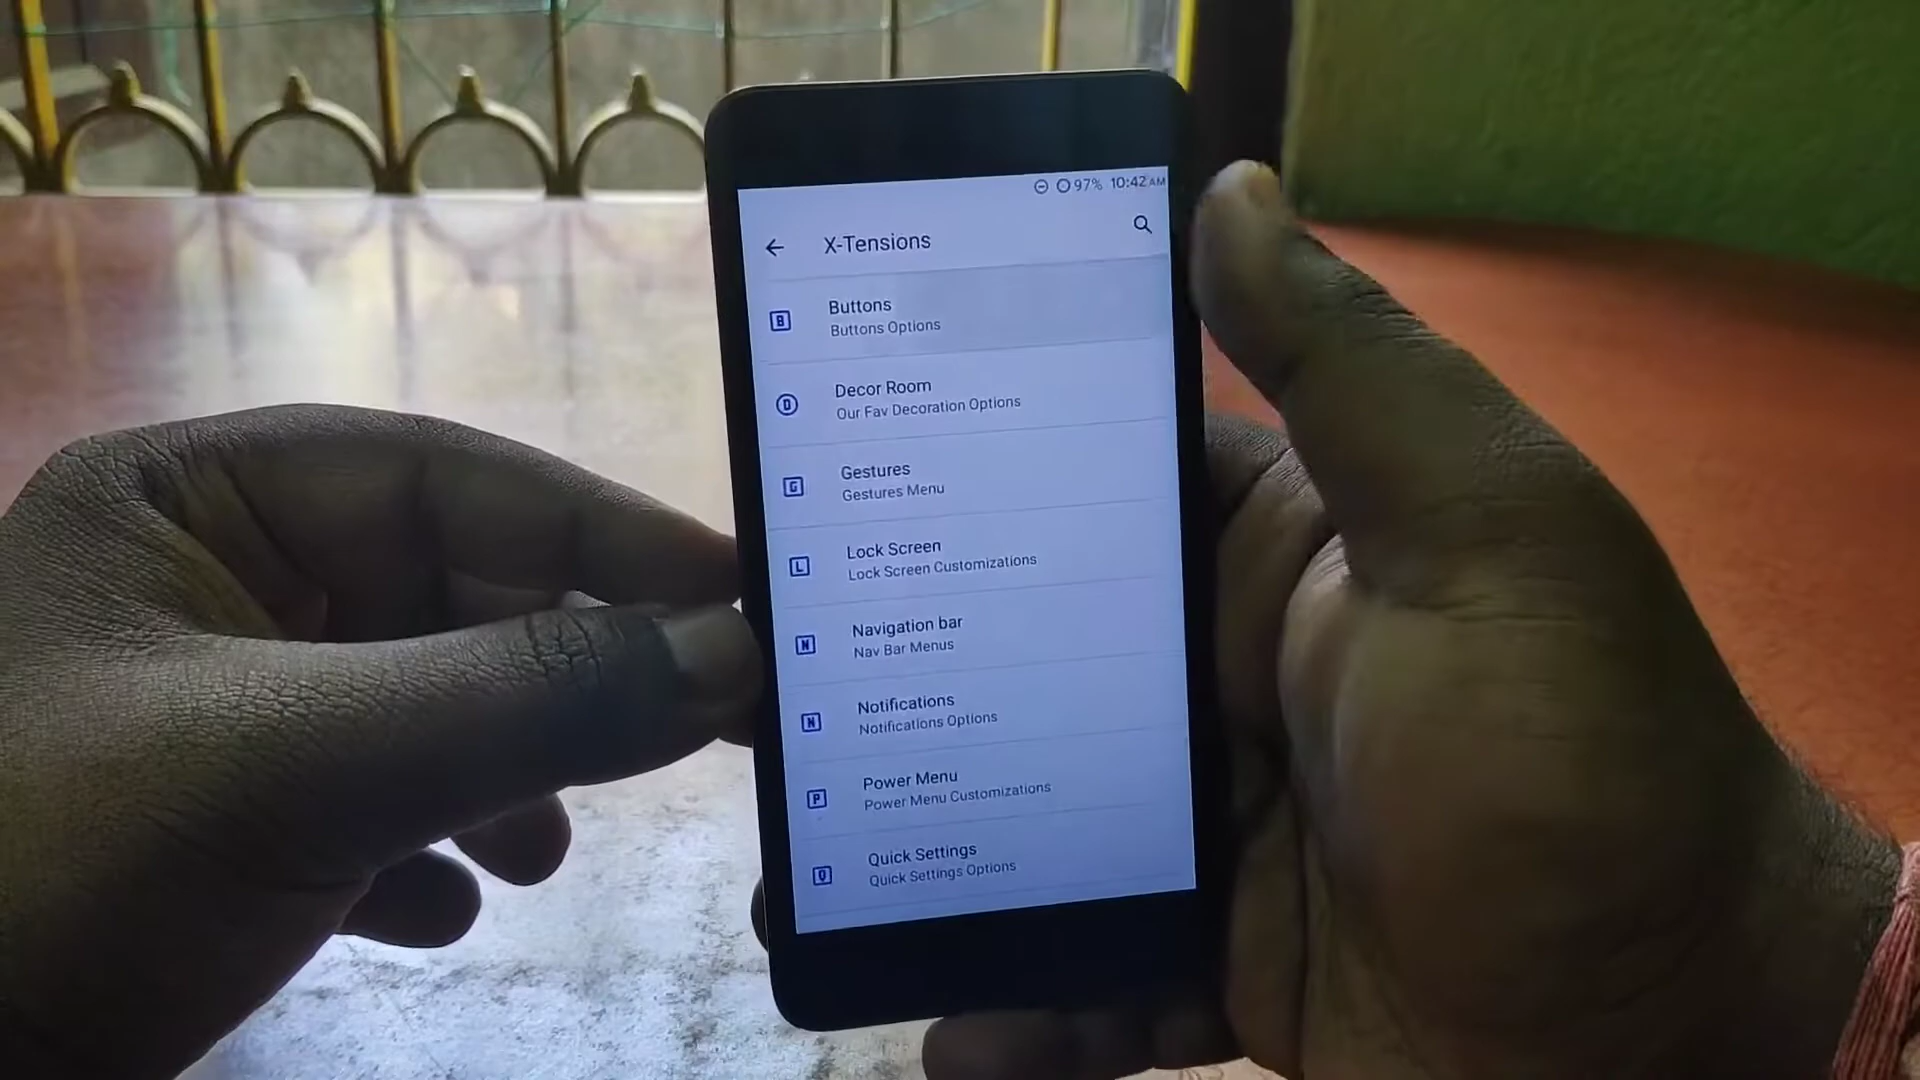 97% 10:42 AM
X-Tensions
B
Buttons
Buttons Options
D
Decor Room
Our Fav Decoration Options
G
Gestures
Gestures Menu
L
Lock Screen
Lock Screen Customizations
N
Navigation bar
Nav Bar Menus
N
Notifications
Notifications Options
P
Power Menu
Power Menu Customizations
Q
Quick Settings
Quick Settings Options